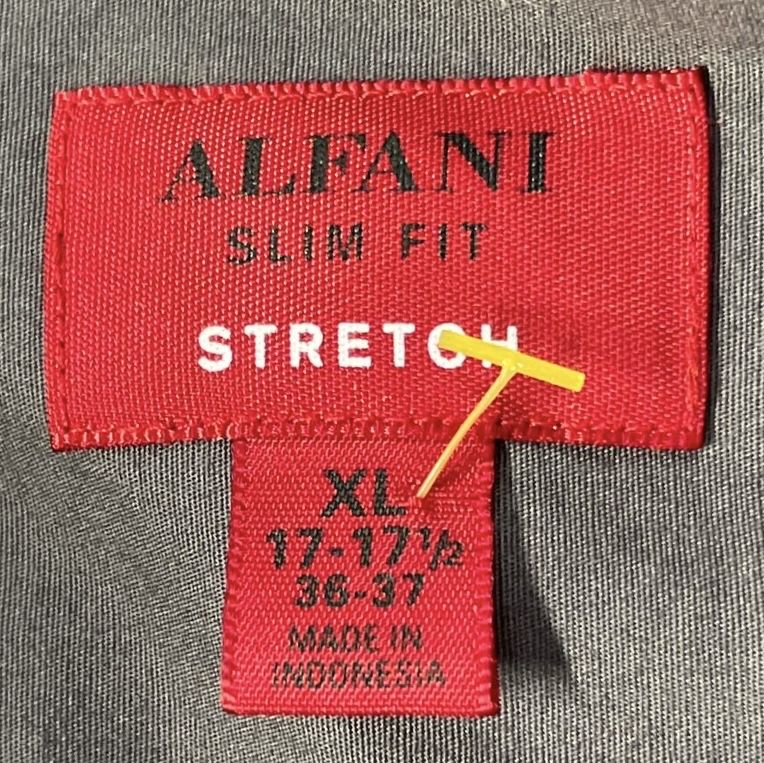 ALFANI
SLIM FIT
STRETCH
XL
17-17½
36-37
MADE IN
INDONESIA